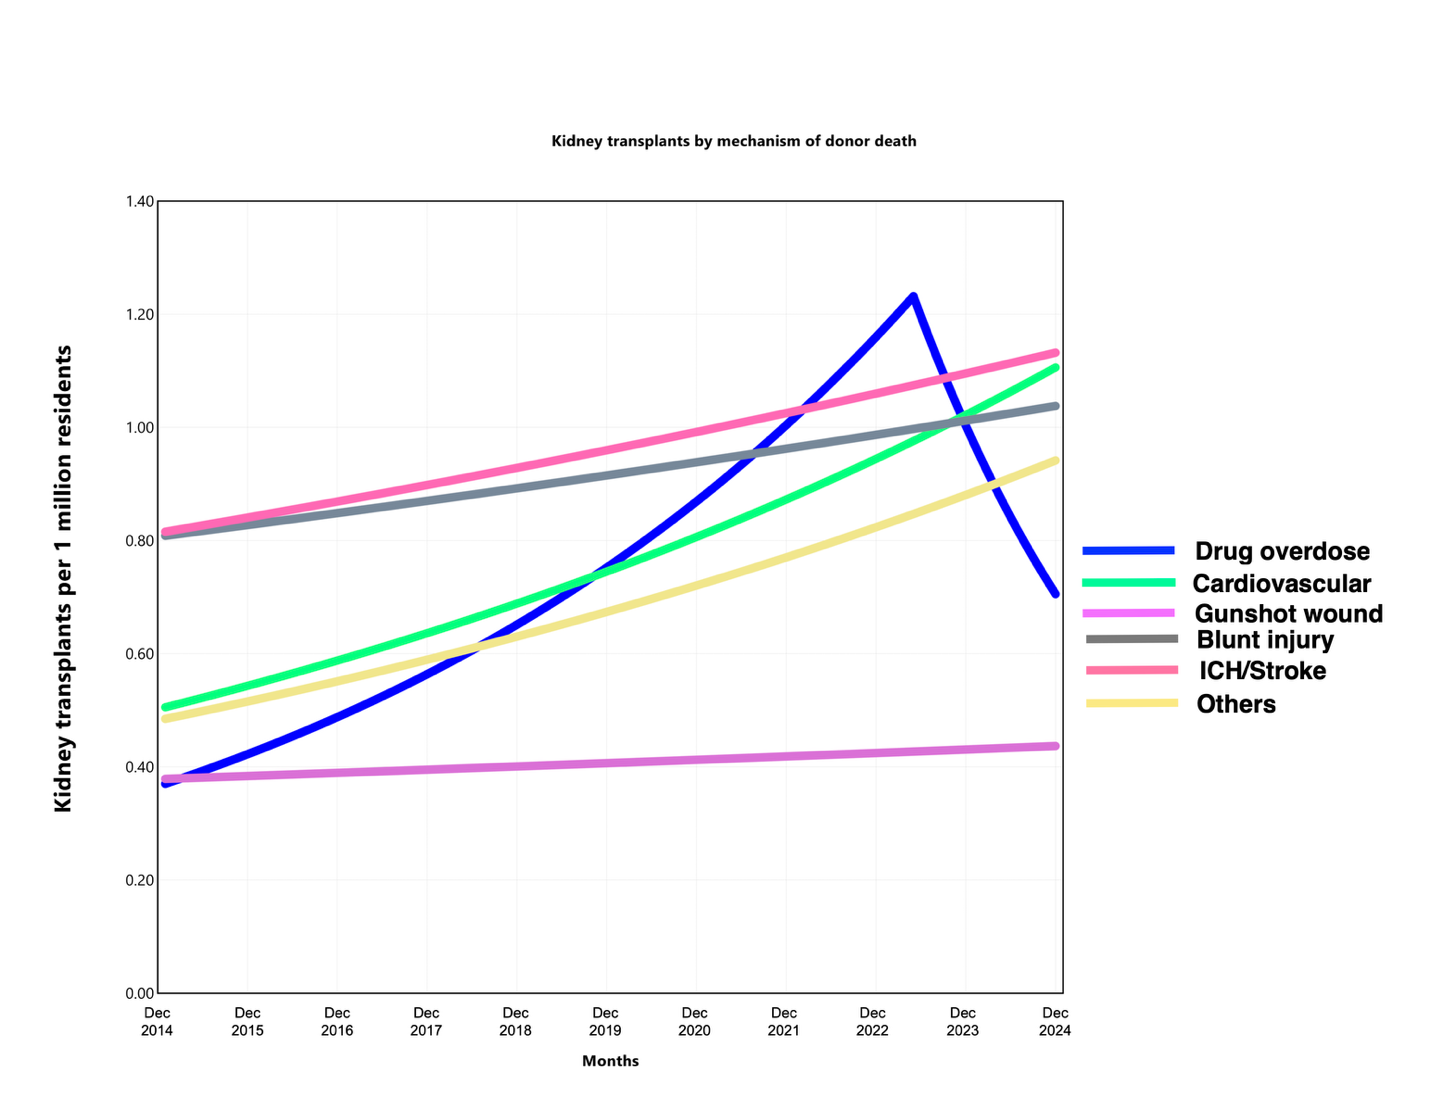 Kidney transplants by mechanism of donor death
Kidney transplants per 1 million residents
1.40
1.20
1.00
0.80
0.60
0.40
0.20
0.00
Dec Dec Dec Dec Dec Dec Dec Dec Dec Dec Dec
2014 2015 2016 2017 2018 2019 2020 2021 2022 2023 2024
Months
Drug overdose
Cardiovascular
Gunshot wound
Blunt injury
ICH/Stroke
Others